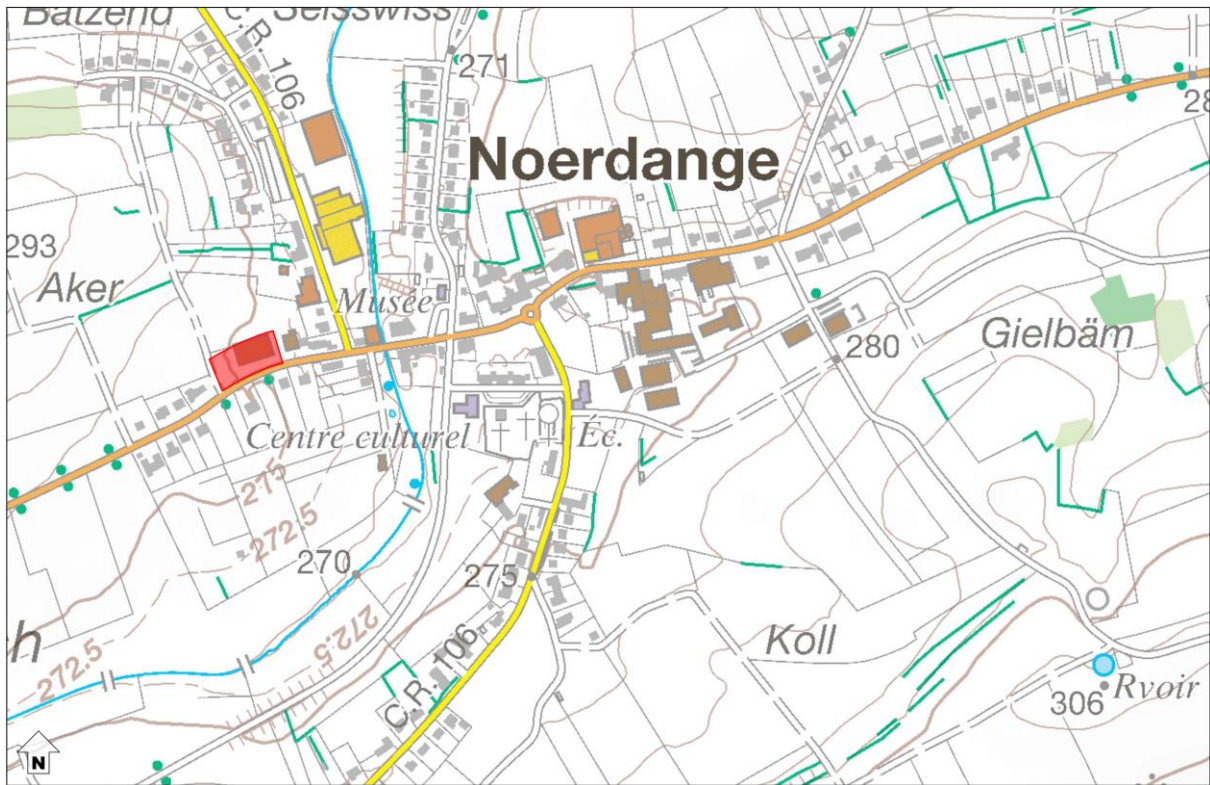 Batzend
Seisswiss
C.R. 106
271
Noerdange
293
Aker
Musée
Gielbäm
280
Centre culturel
Éc.
275
272.5
270
275
272.5
272.5
Koll
C.R. 106
306
Rvoir
N